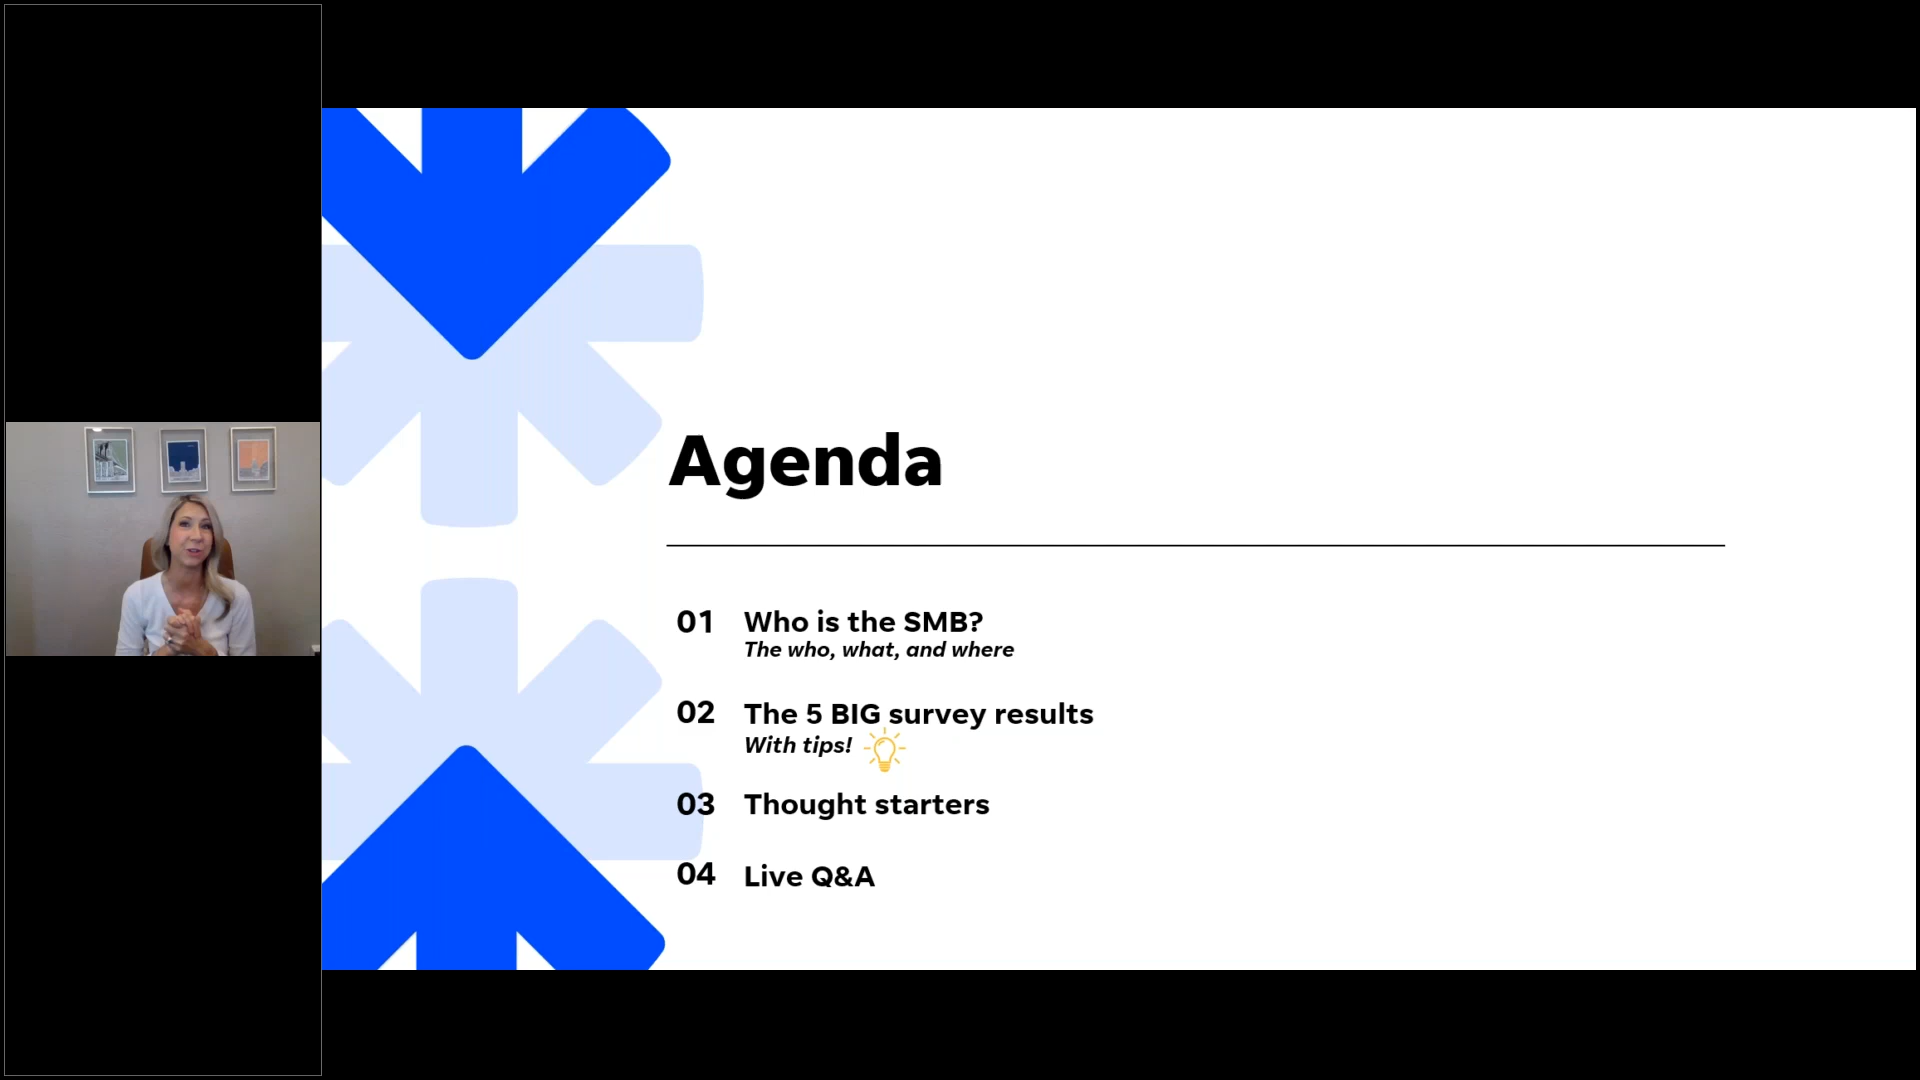 Agenda
01 Who is the SMB?
The who, what, and where
02 The 5 BIG survey results
With tips!
03 Thought starters
04 Live Q&A